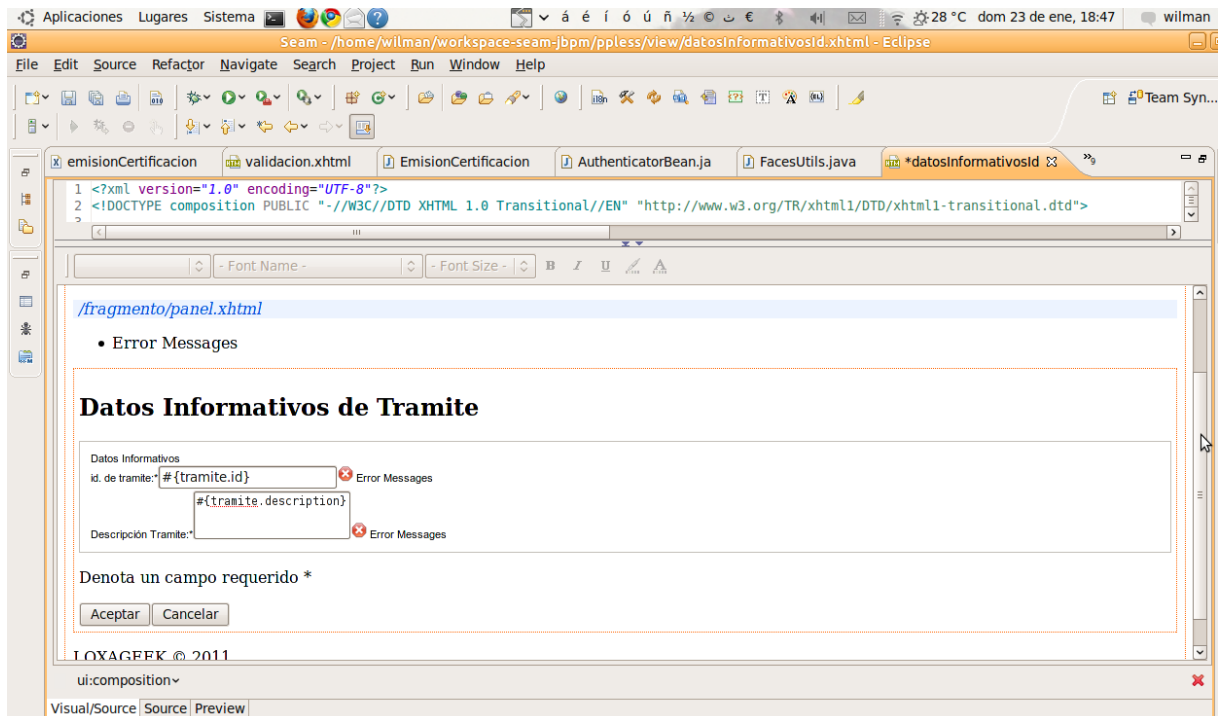 Aplicaciones Lugares Sistema á é í ó ú ñ ½ © ت € 28 °C dom 23 de ene, 18:47 wilman
Seam - /home/wilman/workspace-seam-jbpm/ppless/view/datosInformativosId.xhtml - Eclipse
File Edit Source Refactor Navigate Search Project Run Window Help
Team Syn...
emisionCertificacion validacion.xhtml EmisionCertificacion AuthenticatorBean.ja FacesUtils.java *datosInformativosId »9
1 <?xml version="1.0" encoding="UTF-8"?>
2 <!DOCTYPE composition PUBLIC "-//W3C//DTD XHTML 1.0 Transitional//EN" "http://www.w3.org/TR/xhtml1/DTD/xhtml1-transitional.dtd">
- Font Name - - Font Size - B I U A
/fragmento/panel.xhtml
• Error Messages
Datos Informativos de Tramite
Datos Informativos
id. de tramite:* #{tramite.id} Error Messages
#{tramite.description}
Descripción Tramite:* Error Messages
Denota un campo requerido *
Aceptar Cancelar
LOXAGEEK © 2011
ui:composition
Visual/Source Source Preview